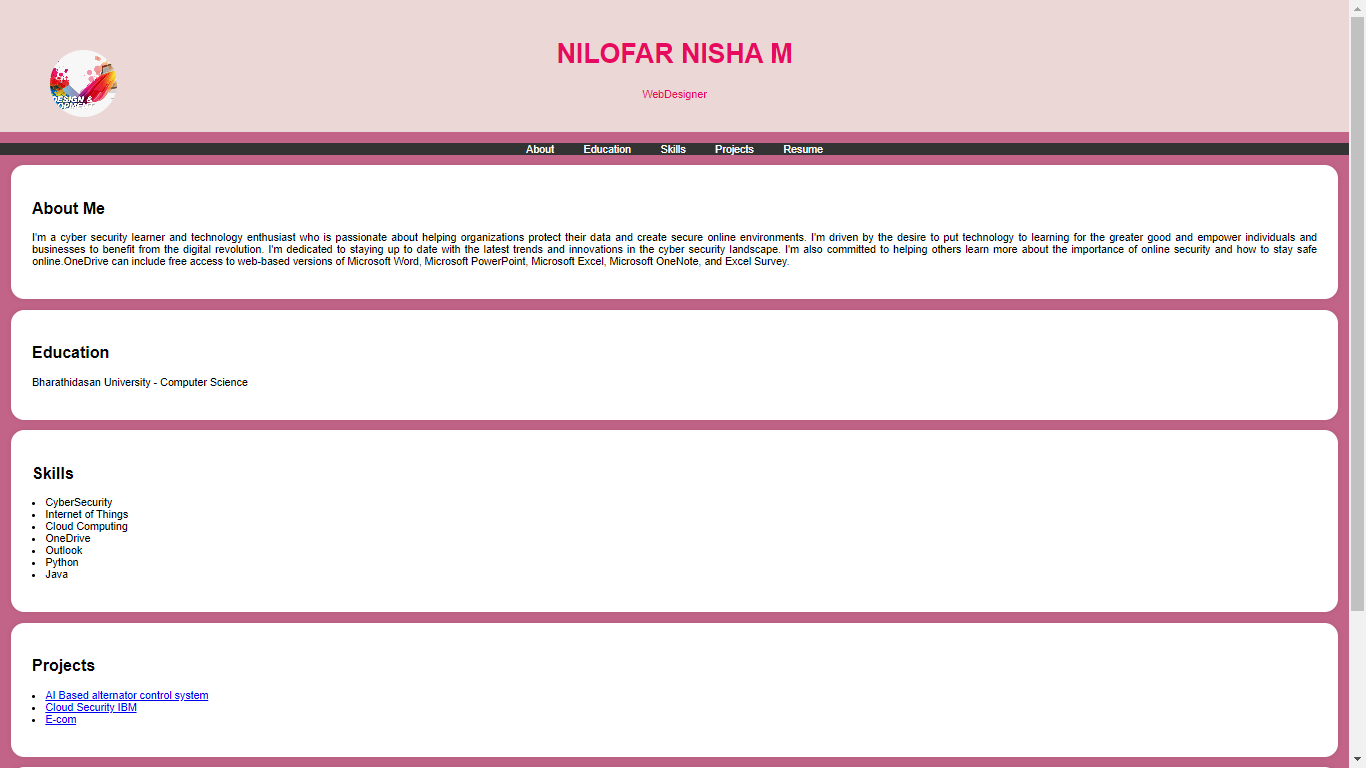 NILOFAR NISHA M
WebDesigner
DESIGN &
About Education Skills Projects Resume
About Me
I'm a cyber security learner and technology enthusiast who is passionate about helping organizations protect their data and create secure online environments. I'm driven by the desire to put technology to learning for the greater good and empower individuals and
businesses to benefit from the digital revolution. I'm dedicated to staying up to date with the latest trends and innovations in the cyber security landscape. I'm also committed to helping others learn more about the importance of online security and how to stay safe
online.OneDrive can include free access to web-based versions of Microsoft Word, Microsoft PowerPoint, Microsoft Excel, Microsoft OneNote, and Excel Survey.
Education
Bharathidasan University - Computer Science
Skills
• CyberSecurity
• Internet of Things
• Cloud Computing
• OneDrive
• Outlook
• Python
• Java
Projects
• AI Based alternator control system
• Cloud Security IBM
• E-com